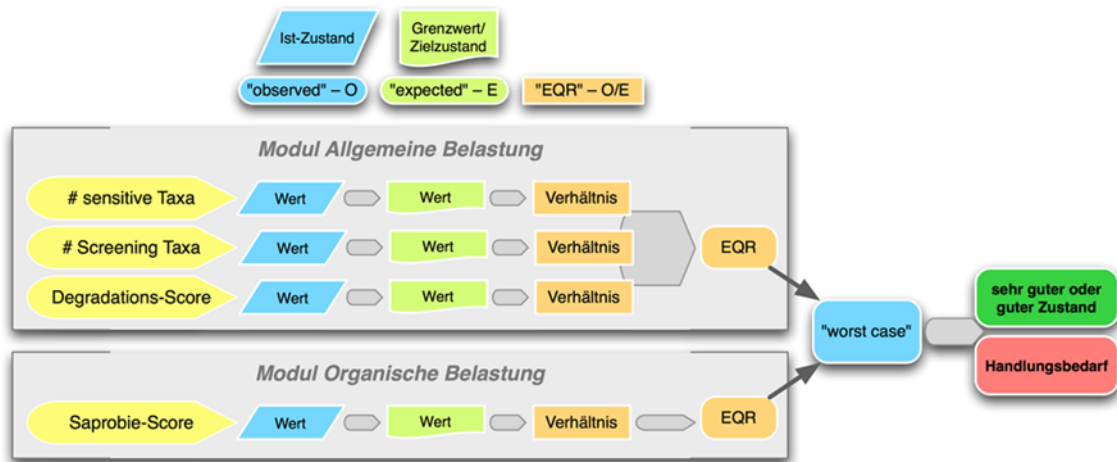 Ist-Zustand
Grenzwert/
Zielzustand
"observed" – O
"expected" – E
"EQR" – O/E
Modul Allgemeine Belastung
# sensitive Taxa
Wert
Wert
Verhältnis
# Screening Taxa
Wert
Wert
Verhältnis
EQR
Degradations-Score
Wert
Wert
Verhältnis
sehr guter oder
guter Zustand
"worst case"
Handlungsbedarf
Modul Organische Belastung
Saprobie-Score
Wert
Wert
Verhältnis
EQR